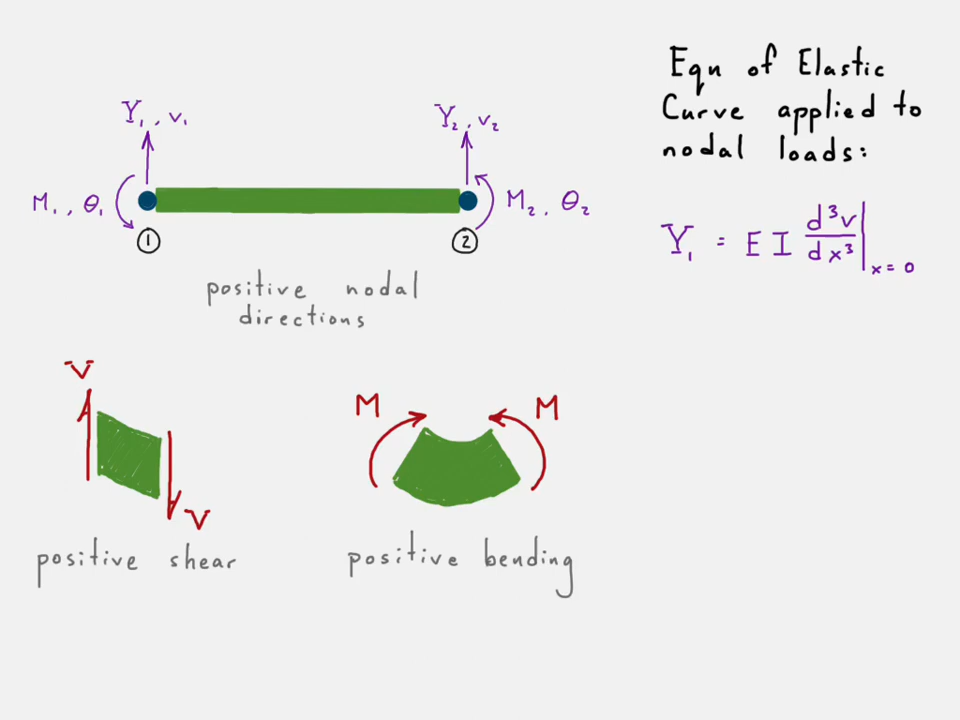 Eqn of Elastic
Curve applied to
nodal loads:
Y₁ , v₁
Y₂ , v₂
M₁ , θ₁
M₂ , θ₂
① ②
positive nodal
directions
Y₁ = E I d³v/dx³ |ₓ₌₀
V
V
positive shear
M M
positive bending